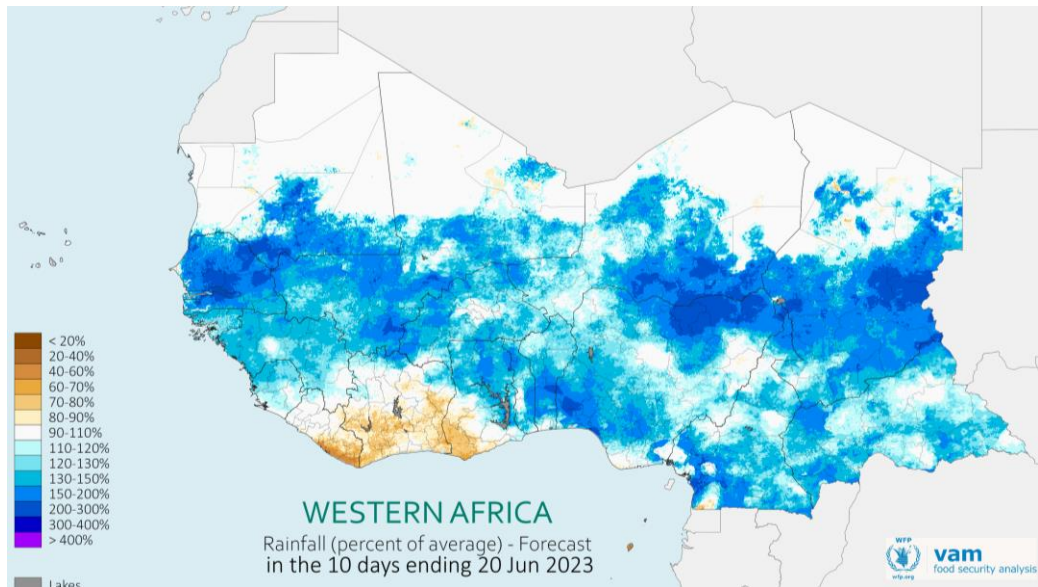 < 20%
20-40%
40-60%
60-70%
70-80%
80-90%
90-110%
110-120%
120-130%
130-150%
150-200%
200-300%
300-400%
> 400%
Lakes
WESTERN AFRICA
Rainfall (percent of average) - Forecast
in the 10 days ending 20 Jun 2023
WFP
wfp.org
vam
food security analysis